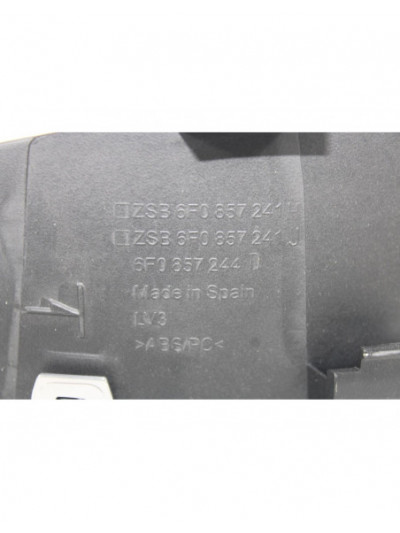 ZSB 6F0 857 241 H
ZSB 6F0 857 241 J
6F0 857 244 D
Made in Spain
LV3
>ABS/PC<